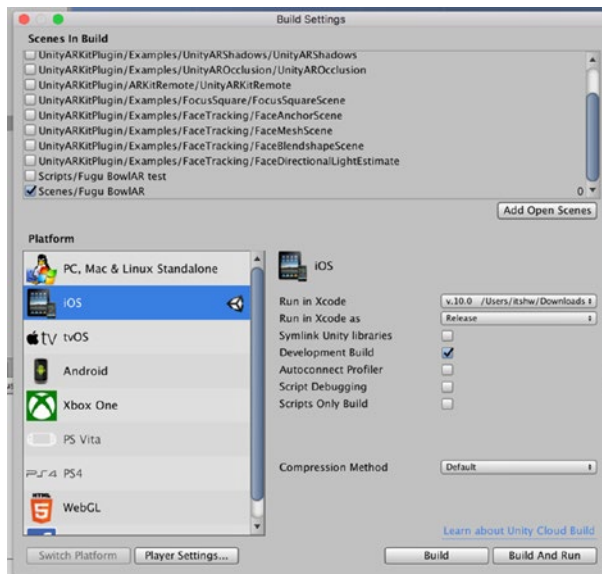 Build Settings
Scenes In Build
UnityARKitPlugin/Examples/UnityARShadows/UnityARShadows
UnityARKitPlugin/Examples/UnityAROcclusion/UnityAROcclusion
UnityARKitPlugin/ARKitRemote/UnityARKitRemote
UnityARKitPlugin/Examples/FocusSquare/FocusSquareScene
UnityARKitPlugin/Examples/FaceTracking/FaceAnchorScene
UnityARKitPlugin/Examples/FaceTracking/FaceMeshScene
UnityARKitPlugin/Examples/FaceTracking/FaceBlendshapeScene
UnityARKitPlugin/Examples/FaceTracking/FaceDirectionalLightEstimate
Scripts/Fugu BowlAR test
Scenes/Fugu BowlAR 0
Add Open Scenes
Platform
PC, Mac & Linux Standalone
iOS
tv tvOS
Android
Xbox One
PS Vita
PS4 PS4
HTML
5 WebGL
iOS
Run in Xcode v.10.0 /Users/itshw/Downloads
Run in Xcode as Release
Symlink Unity libraries
Development Build
Autoconnect Profiler
Script Debugging
Scripts Only Build
Compression Method Default
Learn about Unity Cloud Build
Switch Platform Player Settings... Build Build And Run